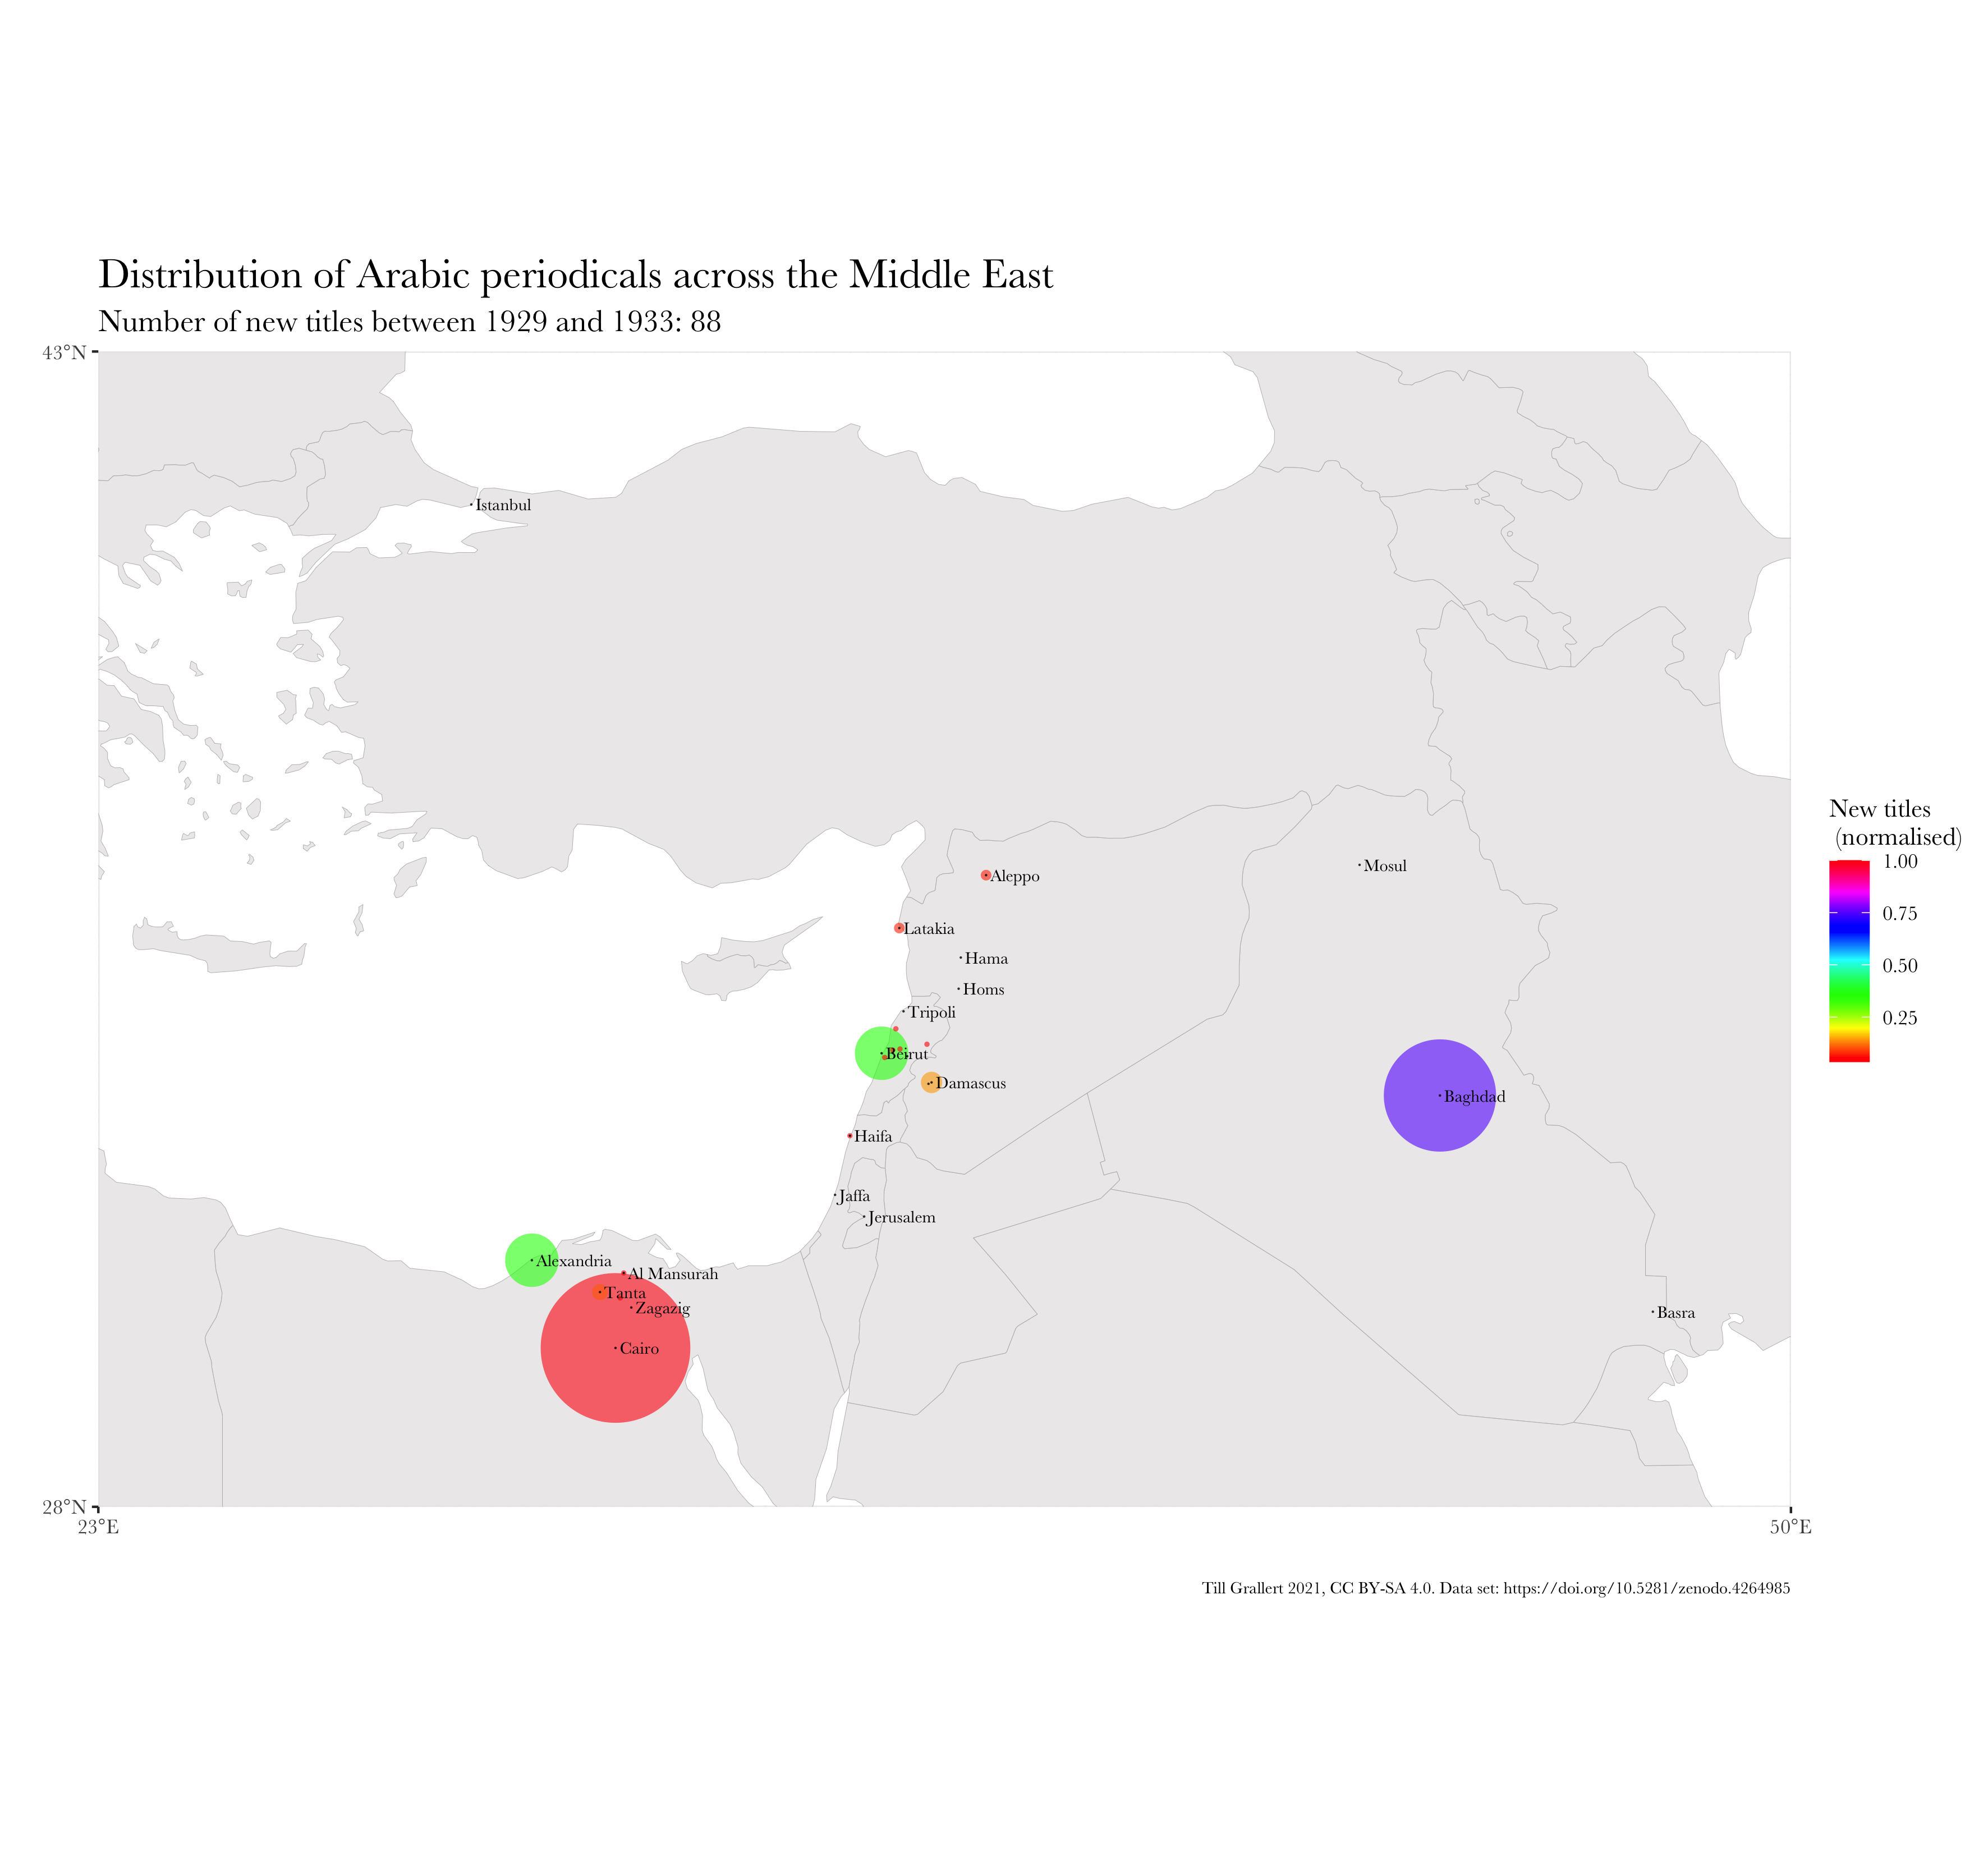 Distribution of Arabic periodicals across the Middle East
Number of new titles between 1929 and 1933: 88
43°N
Istanbul
New titles
(normalised)
1.00
0.75
0.50
0.25
Mosul
Aleppo
Latakia
Hama
Homs
Tripoli
Beirut
Damascus
Baghdad
Haifa
Jaffa
Jerusalem
Alexandria
Al Mansurah
Tanta
Zagazig
Basra
Cairo
28°N
23°E
50°E
Till Grallert 2021, CC BY-SA 4.0. Data set: https://doi.org/10.5281/zenodo.4264985